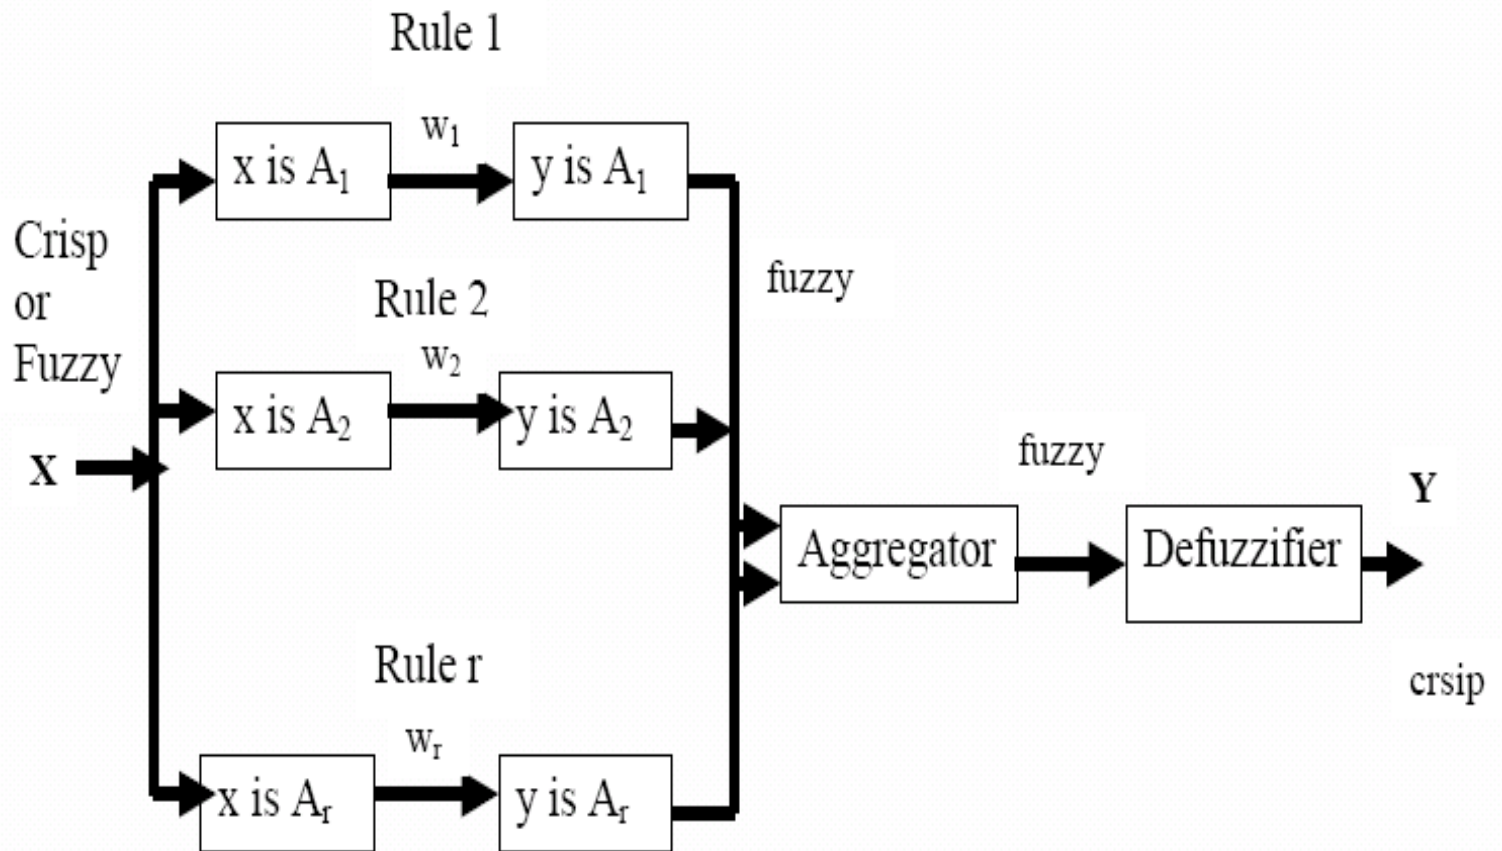 Rule 1
w₁
x is A₁
y is A₁
Crisp
or
Fuzzy
X
Rule 2
w₂
x is A₂
y is A₂
fuzzy
Aggregator
fuzzy
Defuzzifier
Y
crsip
Rule r
wᵣ
x is Aᵣ
y is Aᵣ